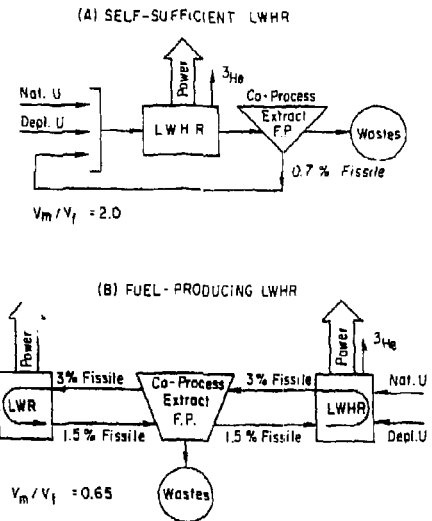 (A) SELF-SUFFICIENT LWHR
Power
3He
Nat. U
Depl. U
LWHR
Co-Process
Extract
F.P.
Wastes
0.7 % Fissile
Vm/Vf = 2.0
(B) FUEL-PRODUCING LWHR
Power
Power
3He
3% Fissile
Co-Process
Extract
F.P.
3% Fissile
Nat. U
LWR
LWHR
1.5% Fissile
1.5 % Fissile
Depl.U
Vm/Vf = 0.65
Wastes